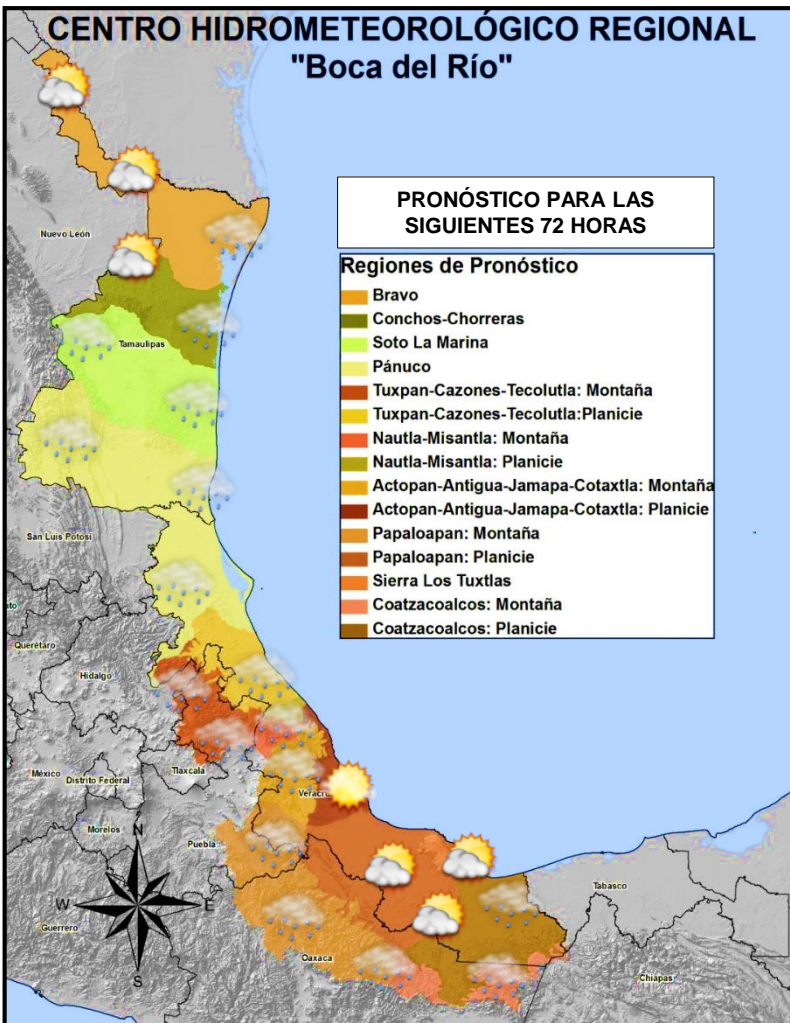 CENTRO HIDROMETEOROLÓGICO REGIONAL
"Boca del Río"
PRONÓSTICO PARA LAS
SIGUIENTES 72 HORAS
Regiones de Pronóstico
Bravo
Conchos-Chorreras
Soto La Marina
Pánuco
Tuxpan-Cazones-Tecolutla: Montaña
Tuxpan-Cazones-Tecolutla:Planicie
Nautla-Misantla: Montaña
Nautla-Misantla: Planicie
Actopan-Antigua-Jamapa-Cotaxtla: Montaña
Actopan-Antigua-Jamapa-Cotaxtla: Planicie
Papaloapan: Montaña
Papaloapan: Planicie
Sierra Los Tuxtlas
Coatzacoalcos: Montaña
Coatzacoalcos: Planicie
Nuevo León
Tamaulipas
San Luis Potosí
Querétaro
Hidalgo
México
Distrito Federal
Tlaxcala
Morelos
Puebla
Guerrero
Oaxaca
Tabasco
Chiapas
N
W
E
S